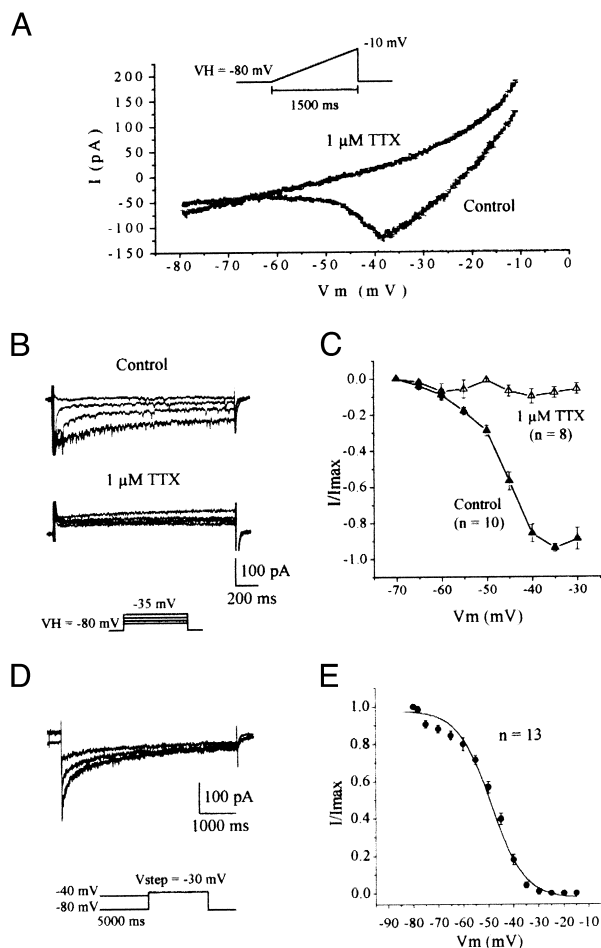 A
-10 mV
VH = -80 mV
1500 ms
200
150
100
50
0
-50
-100
-150
I (pA)
1 µM TTX
Control
-80 -70 -60 -50 -40 -30 -20 -10 0
Vm (mV)
B
Control
1 µM TTX
100 pA
200 ms
-35 mV
VH = -80 mV
C
0.0
-0.2
-0.4
-0.6
-0.8
-1.0
I/Imax
1 µM TTX
(n = 8)
Control
(n = 10)
-70 -60 -50 -40 -30
Vm (mV)
D
100 pA
1000 ms
Vstep = -30 mV
-40 mV
-80 mV
5000 ms
E
1.0
0.8
0.6
0.4
0.2
0.0
I/Imax
n = 13
-90 -80 -70 -60 -50 -40 -30 -20 -10
Vm (mV)